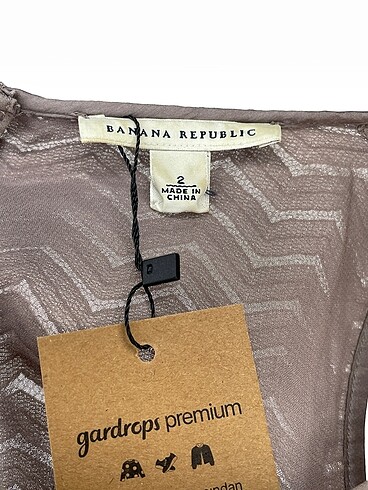 BANANA REPUBLIC
2
MADE IN
CHINA
gardrops premium